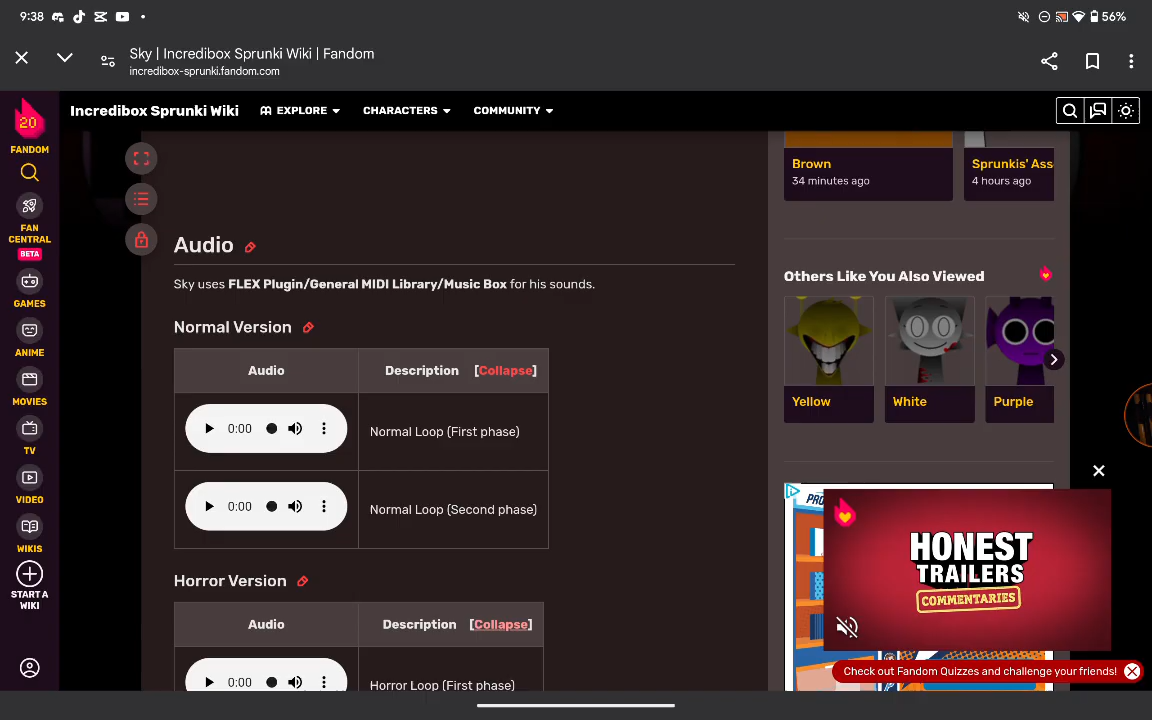 9:38
56%
Sky | Incredibox Sprunki Wiki | Fandom
incredibox-sprunki.fandom.com
20
FANDOM
FAN
CENTRAL
BETA
GAMES
ANIME
MOVIES
TV
VIDEO
WIKIS
START A
WIKI
Incredibox Sprunki Wiki
EXPLORE
CHARACTERS
COMMUNITY
Audio
Sky uses FLEX Plugin/General MIDI Library/Music Box for his sounds.
Normal Version
Audio
Description [Collapse]
0:00
Normal Loop (First phase)
0:00
Normal Loop (Second phase)
Horror Version
Audio
Description [Collapse]
0:00
Horror Loop (First phase)
Brown
34 minutes ago
Sprunkis' Ass
4 hours ago
Others Like You Also Viewed
Yellow
White
Purple
PRO
HONEST
TRAILERS
COMMENTARIES
Check out Fandom Quizzes and challenge your friends!